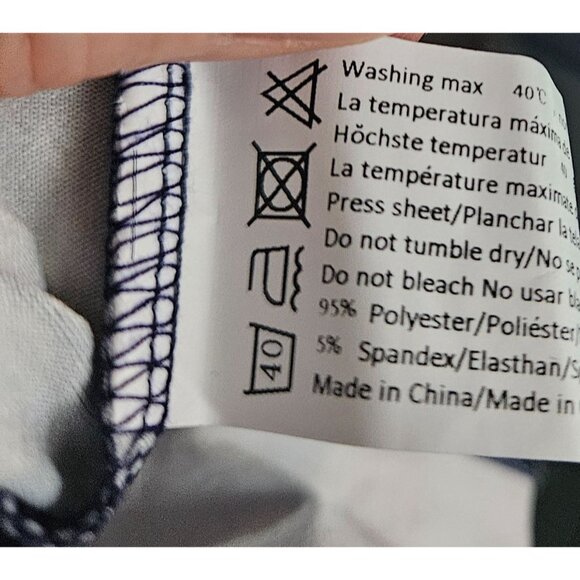 Washing max 40℃
La temperatura máxima
Höchste temperatur
La température maximale
Press sheet/Planchar la
Do not tumble dry/No se
Do not bleach No usar
95% Polyester/Poliéster/
5% Spandex/Elasthan/
Made in China/Made in
40